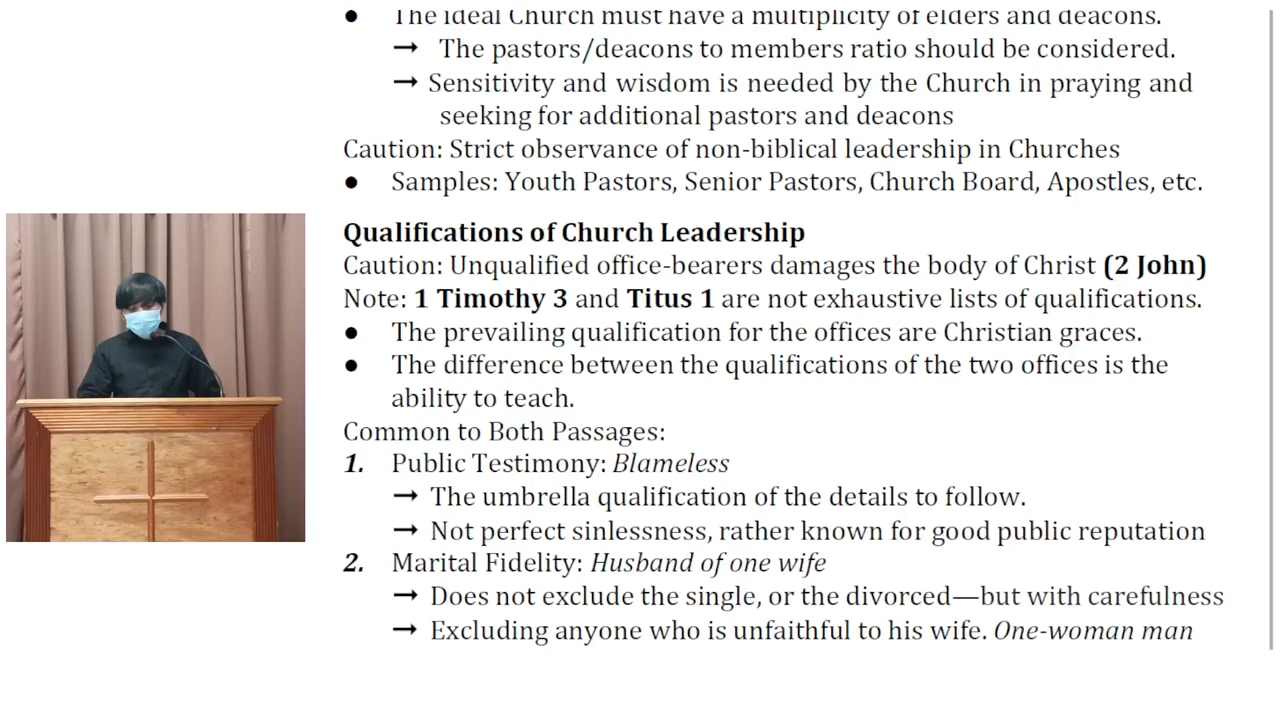 ● The ideal Church must have a multiplicity of elders and deacons.
→ The pastors/deacons to members ratio should be considered.
→ Sensitivity and wisdom is needed by the Church in praying and
seeking for additional pastors and deacons
Caution: Strict observance of non-biblical leadership in Churches
● Samples: Youth Pastors, Senior Pastors, Church Board, Apostles, etc.
Qualifications of Church Leadership
Caution: Unqualified office-bearers damages the body of Christ (2 John)
Note: 1 Timothy 3 and Titus 1 are not exhaustive lists of qualifications.
● The prevailing qualification for the offices are Christian graces.
● The difference between the qualifications of the two offices is the
ability to teach.
Common to Both Passages:
1. Public Testimony: Blameless
→ The umbrella qualification of the details to follow.
→ Not perfect sinlessness, rather known for good public reputation
2. Marital Fidelity: Husband of one wife
→ Does not exclude the single, or the divorced—but with carefulness
→ Excluding anyone who is unfaithful to his wife. One-woman man